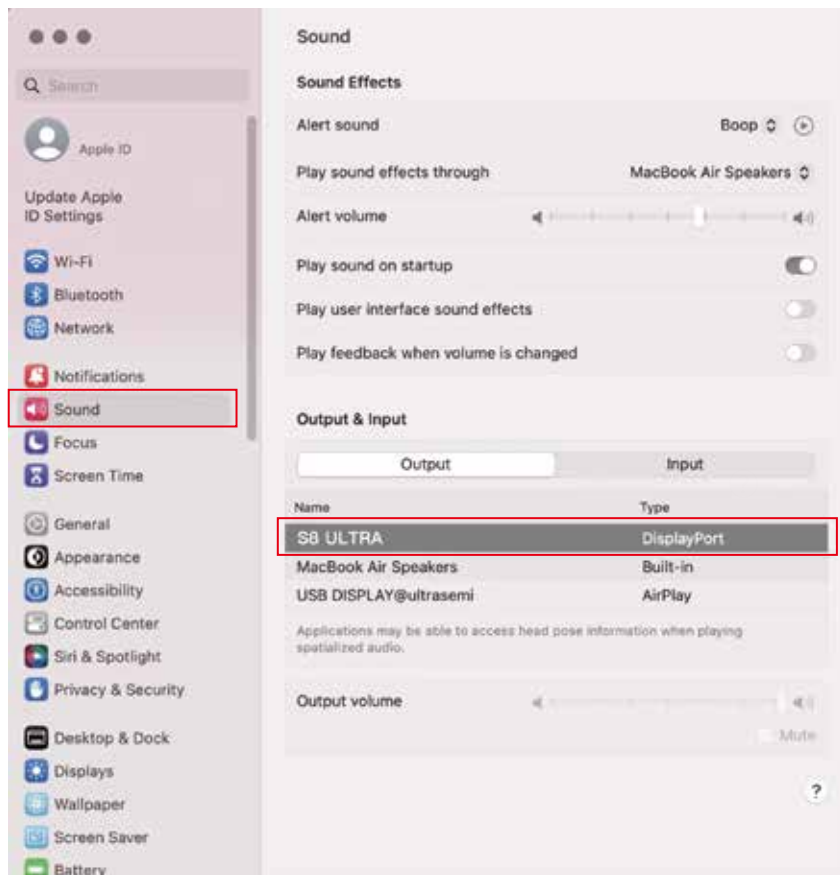 Search
Apple ID
Update Apple
ID Settings
Wi-Fi
Bluetooth
Network
Notifications
Sound
Focus
Screen Time
General
Appearance
Accessibility
Control Center
Siri & Spotlight
Privacy & Security
Desktop & Dock
Displays
Wallpaper
Screen Saver
Battery
Sound
Sound Effects
Alert sound
Boop
Play sound effects through
MacBook Air Speakers
Alert volume
Play sound on startup
Play user interface sound effects
Play feedback when volume is changed
Output & Input
Output
Input
Name
Type
S8 ULTRA
DisplayPort
MacBook Air Speakers
Built-in
USB DISPLAY@ultrasemi
AirPlay
Applications may be able to access head pose information when playing
spatialized audio.
Output volume
Mute
?